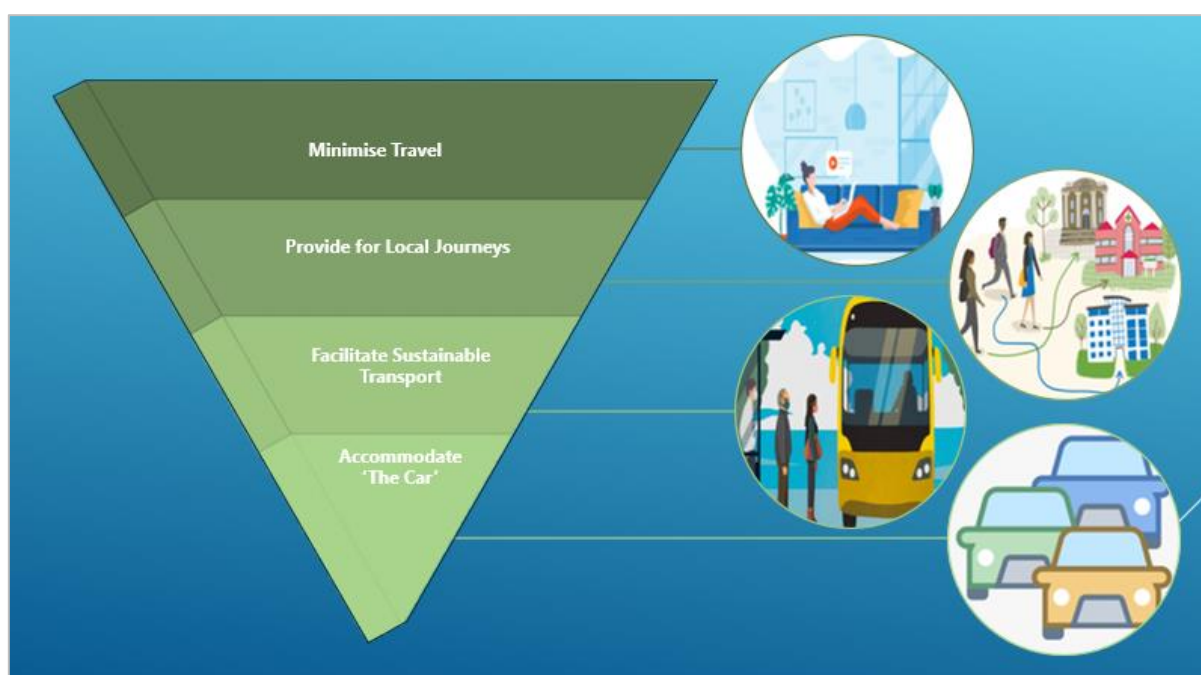 Minimise Travel
Provide for Local Journeys
Facilitate Sustainable
Transport
Accommodate
‘The Car’